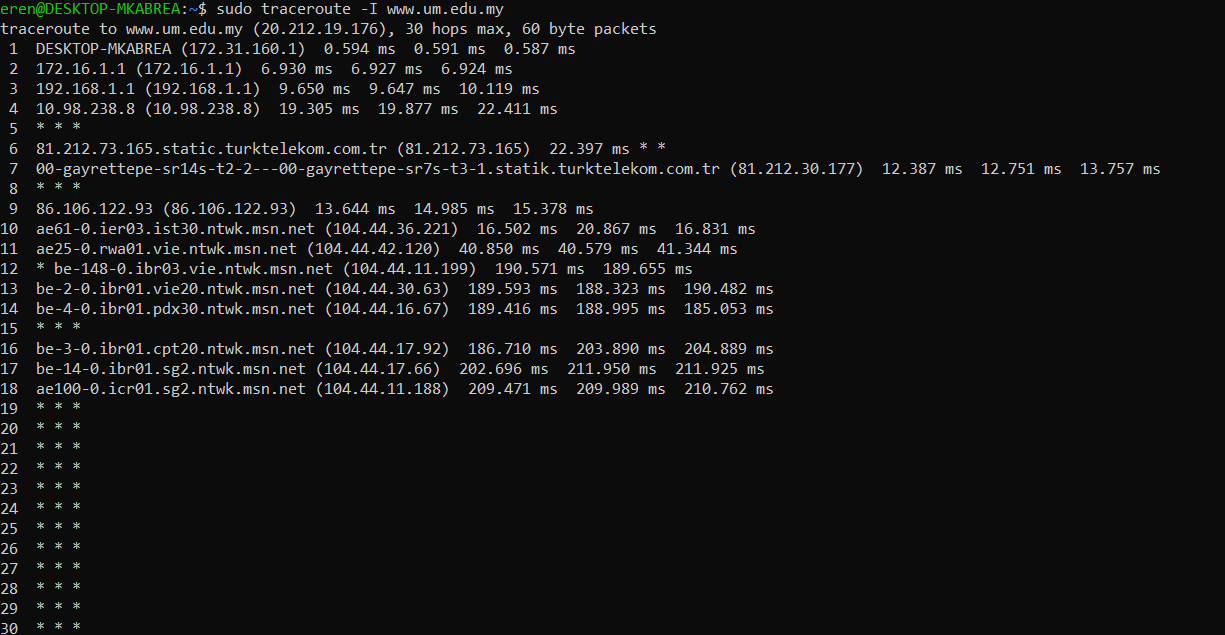 eren@DESKTOP-MKABREA:~$ sudo traceroute -I www.um.edu.my
traceroute to www.um.edu.my (20.212.19.176), 30 hops max, 60 byte packets
 1  DESKTOP-MKABREA (172.31.160.1)  0.594 ms  0.591 ms  0.587 ms
 2  172.16.1.1 (172.16.1.1)  6.930 ms  6.927 ms  6.924 ms
 3  192.168.1.1 (192.168.1.1)  9.650 ms  9.647 ms  10.119 ms
 4  10.98.238.8 (10.98.238.8)  19.305 ms  19.877 ms  22.411 ms
 5  * * *
 6  81.212.73.165.static.turktelekom.com.tr (81.212.73.165)  22.397 ms * *
 7  00-gayrettepe-sr14s-t2-2---00-gayrettepe-sr7s-t3-1.statik.turktelekom.com.tr (81.212.30.177)  12.387 ms  12.751 ms  13.757 ms
 8  * * *
 9  86.106.122.93 (86.106.122.93)  13.644 ms  14.985 ms  15.378 ms
10  ae61-0.ier03.ist30.ntwk.msn.net (104.44.36.221)  16.502 ms  20.867 ms  16.831 ms
11  ae25-0.rwa01.vie.ntwk.msn.net (104.44.42.120)  40.850 ms  40.579 ms  41.344 ms
12  * be-148-0.ibr03.vie.ntwk.msn.net (104.44.11.199)  190.571 ms  189.655 ms
13  be-2-0.ibr01.vie20.ntwk.msn.net (104.44.30.63)  189.593 ms  188.323 ms  190.482 ms
14  be-4-0.ibr01.pdx30.ntwk.msn.net (104.44.16.67)  189.416 ms  188.995 ms  185.053 ms
15  * * *
16  be-3-0.ibr01.cpt20.ntwk.msn.net (104.44.17.92)  186.710 ms  203.890 ms  204.889 ms
17  be-14-0.ibr01.sg2.ntwk.msn.net (104.44.17.66)  202.696 ms  211.950 ms  211.925 ms
18  ae100-0.icr01.sg2.ntwk.msn.net (104.44.11.188)  209.471 ms  209.989 ms  210.762 ms
19  * * *
20  * * *
21  * * *
22  * * *
23  * * *
24  * * *
25  * * *
26  * * *
27  * * *
28  * * *
29  * * *
30  * * *